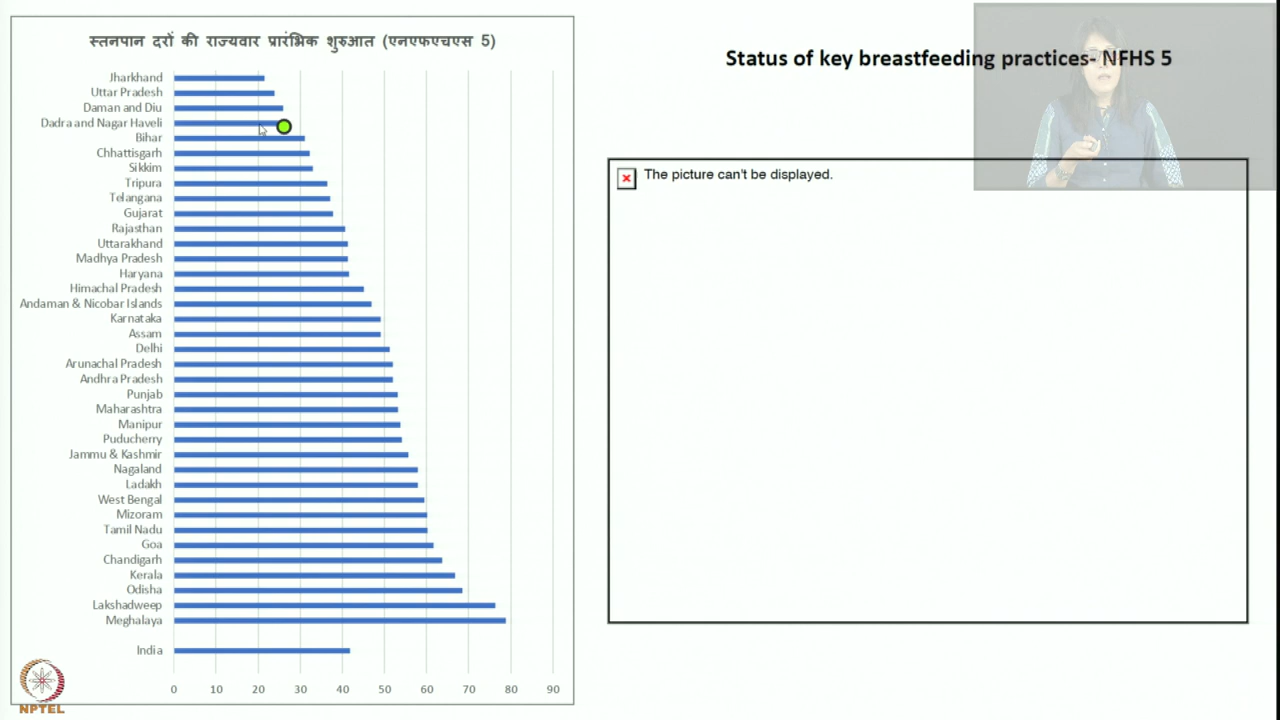 स्तनपान दरों की राज्यवार प्रारंभिक शुरुआत (एनएफएचएस 5)
Jharkhand
Uttar Pradesh
Daman and Diu
Dadra and Nagar Haveli
Bihar
Chhattisgarh
Sikkim
Tripura
Telangana
Gujarat
Rajasthan
Uttarakhand
Madhya Pradesh
Haryana
Himachal Pradesh
Andaman & Nicobar Islands
Karnataka
Assam
Delhi
Arunachal Pradesh
Andhra Pradesh
Punjab
Maharashtra
Manipur
Puducherry
Jammu & Kashmir
Nagaland
Ladakh
West Bengal
Mizoram
Tamil Nadu
Goa
Chandigarh
Kerala
Odisha
Lakshadweep
Meghalaya
India
0 10 20 30 40 50 60 70 80 90
NPTEL
Status of key breastfeeding practices- NFHS 5
The picture can't be displayed.